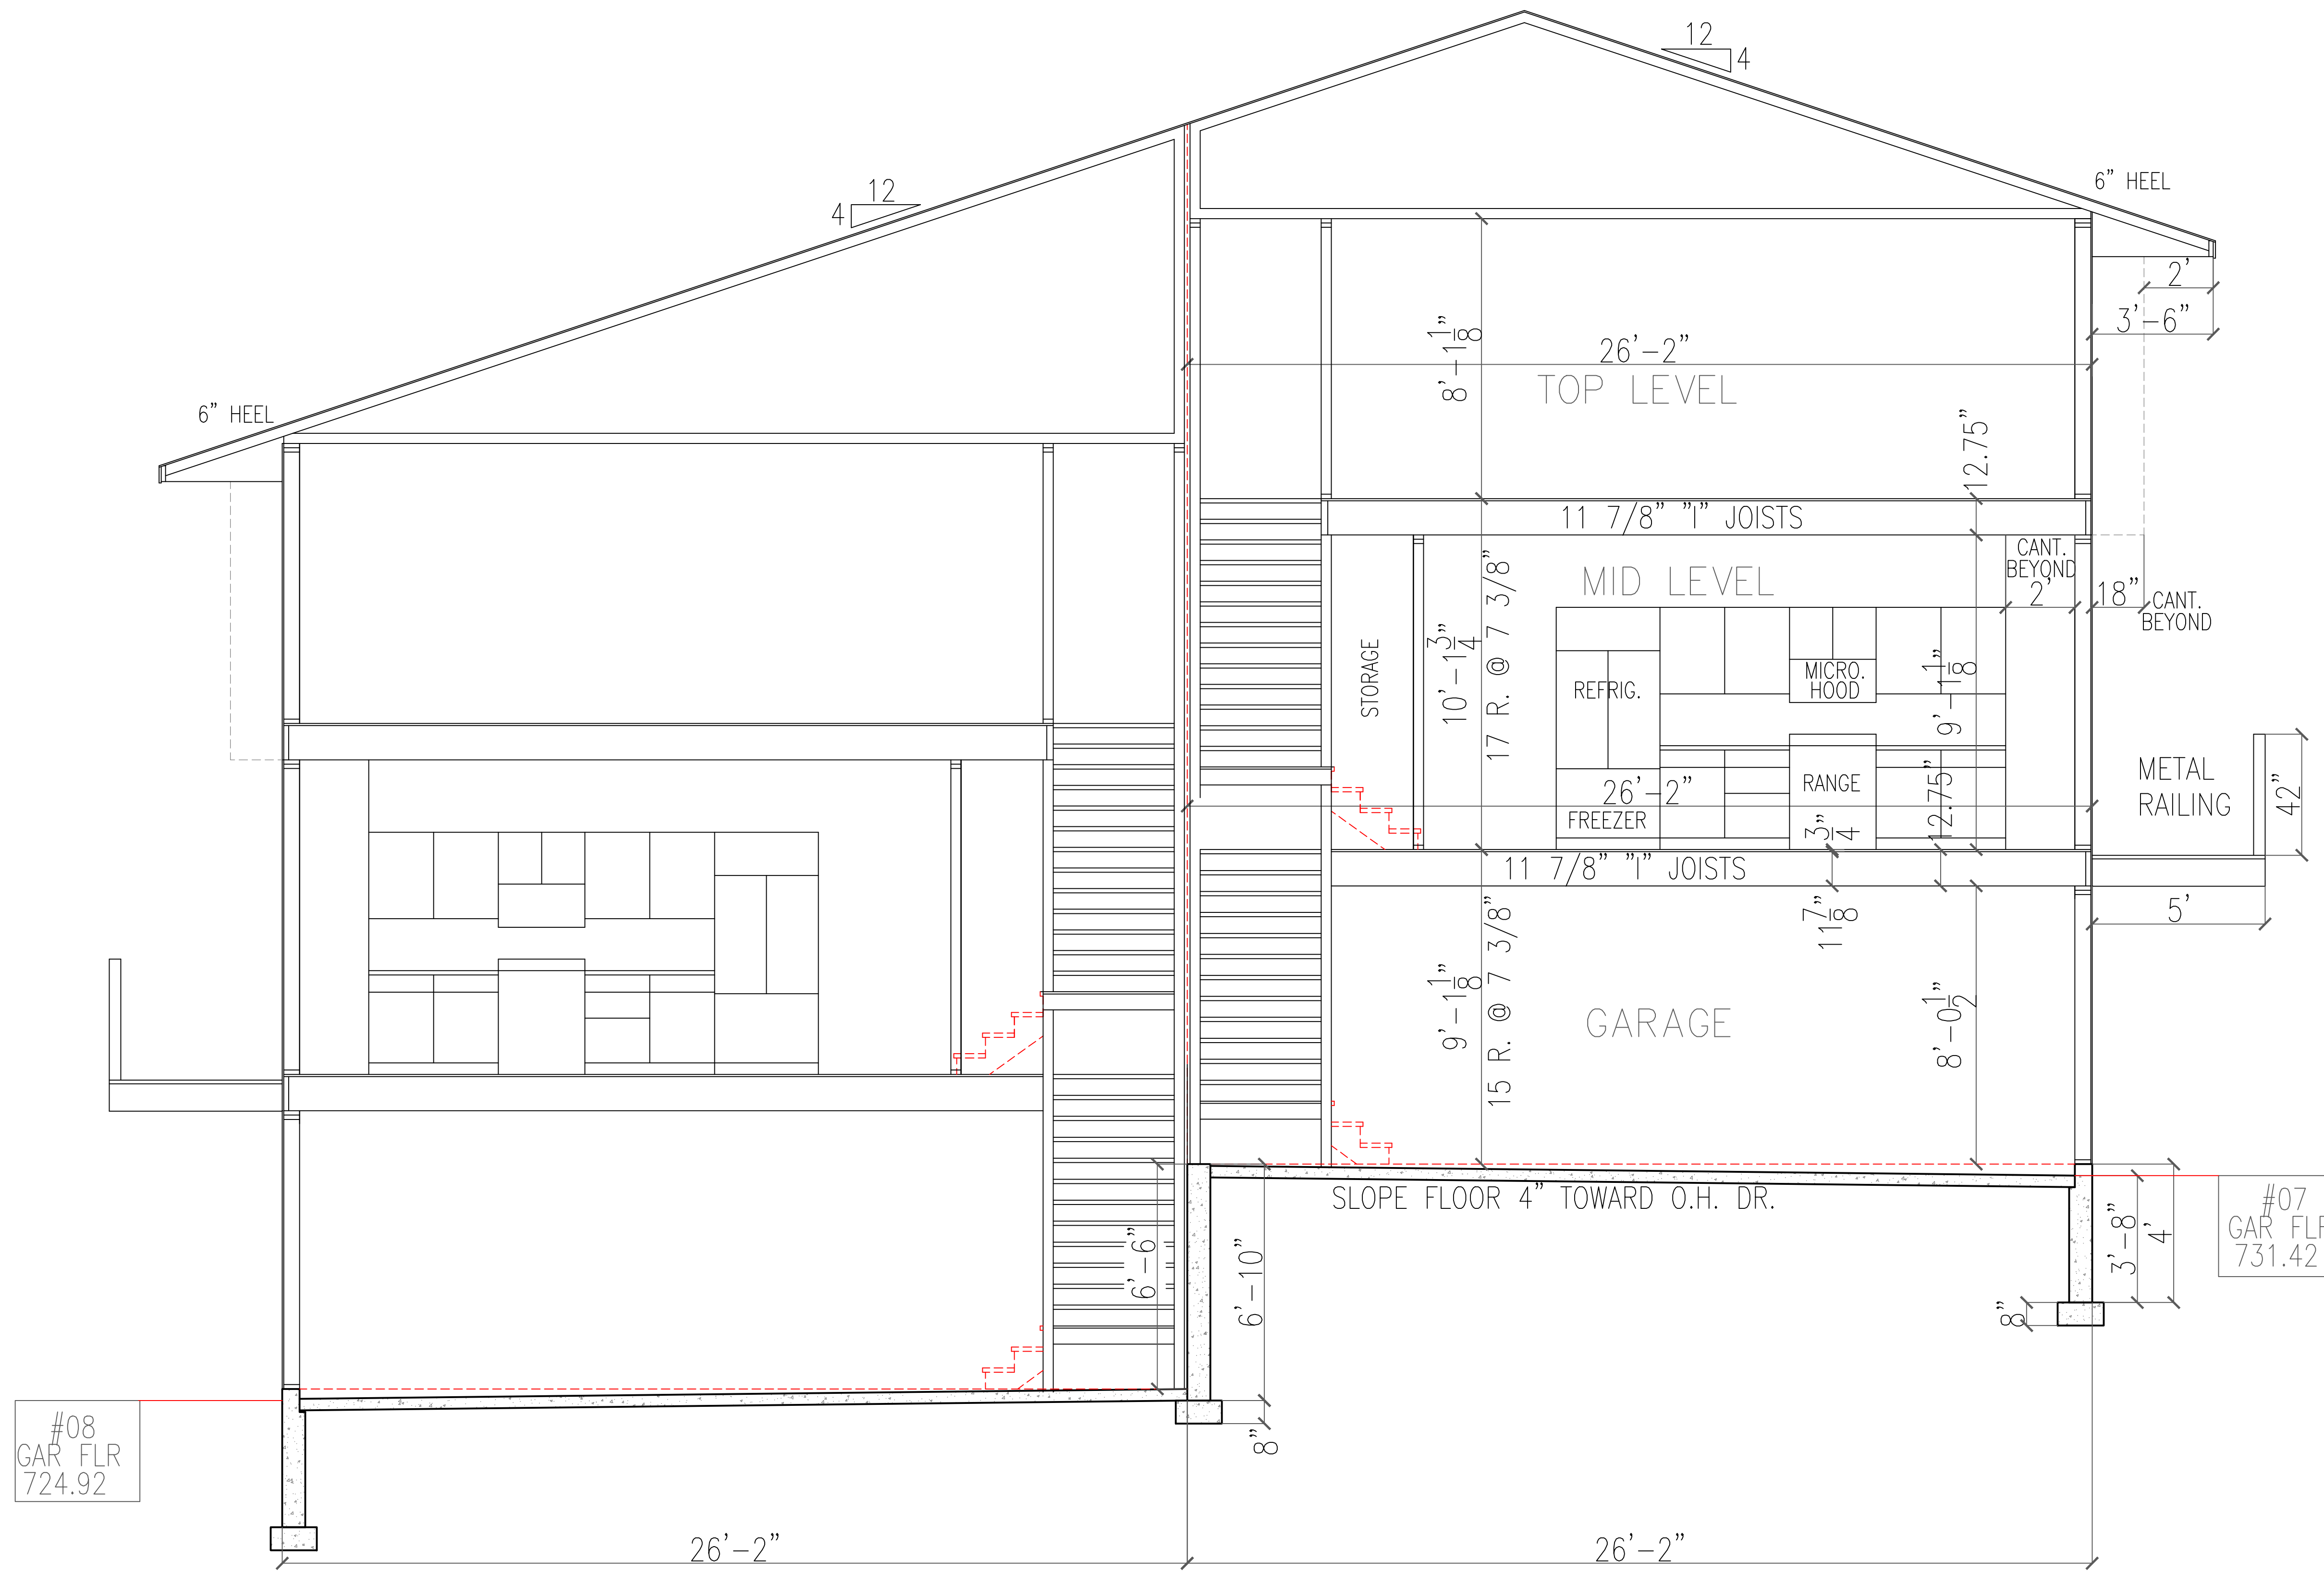 12
4
6” HEEL
12
4
2’
3’-6”
8’-1 1/8”
26’-2”
TOP LEVEL
6” HEEL
12.75”
11 7/8” "I" JOISTS
CANT.
BEYOND
2’
18”
CANT.
BEYOND
MID LEVEL
STORAGE
10’-1 3/4”
17 R. @ 7 3/8”
REFRIG.
MICRO.
HOOD
9’-1 1/8”
METAL
RAILING
42”
26’-2”
RANGE
FREEZER
3/4”
12.75”
11 7/8” "I" JOISTS
11 7/8”
5’
9’-1 1/8”
15 R. @ 7 3/8”
GARAGE
8’-0 1/2”
SLOPE FLOOR 4” TOWARD O.H. DR.
6’-6”
6’-10”
3’-8”
4’
#07
GAR FLR
731.42
8”
8”
#08
GAR FLR
724.92
26’-2”
26’-2”